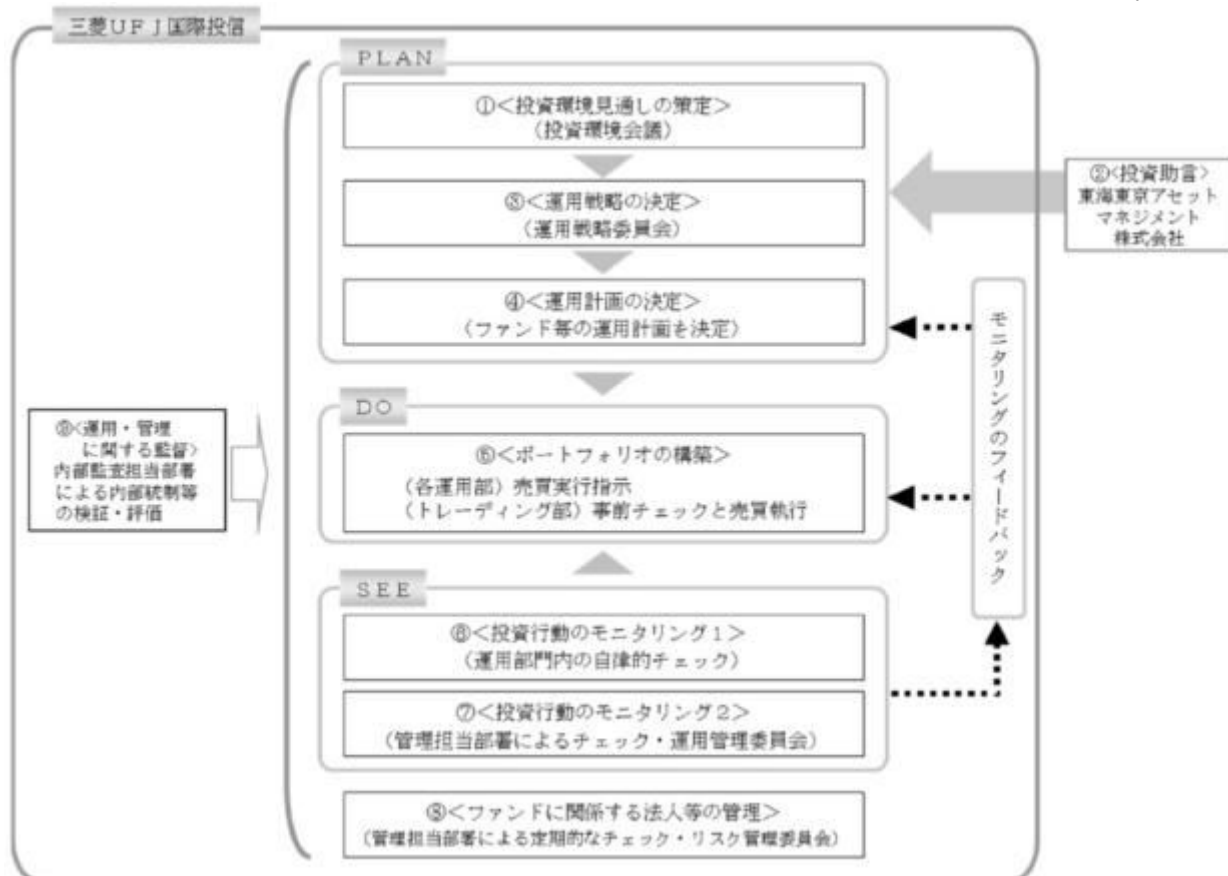 三菱ＵＦＪ国際投信
ＰＬＡＮ
①＜投資環境見通しの策定＞
（投資環境会議）
②＜投資助言＞
東海東京アセット
マネジメント
株式会社
③＜運用戦略の決定＞
（運用戦略委員会）
④＜運用計画の決定＞
（ファンド毎の運用計画を決定）
モニタリングのフィードバック
ＤＯ
⑤＜ポートフォリオの構築＞
（各運用部）売買実行指示
（トレーディング部）事前チェックと売買執行
⑨＜運用・管理
に関する監督＞
内部監査担当部署
による内部統制等
の検証・評価
ＳＥＥ
⑥＜投資行動のモニタリング１＞
（運用部門内の自律的チェック）
⑦＜投資行動のモニタリング２＞
（管理担当部署によるチェック・運用管理委員会）
⑧＜ファンドに関係する法人等の管理＞
（管理担当部署による定期的なチェック・リスク管理委員会）